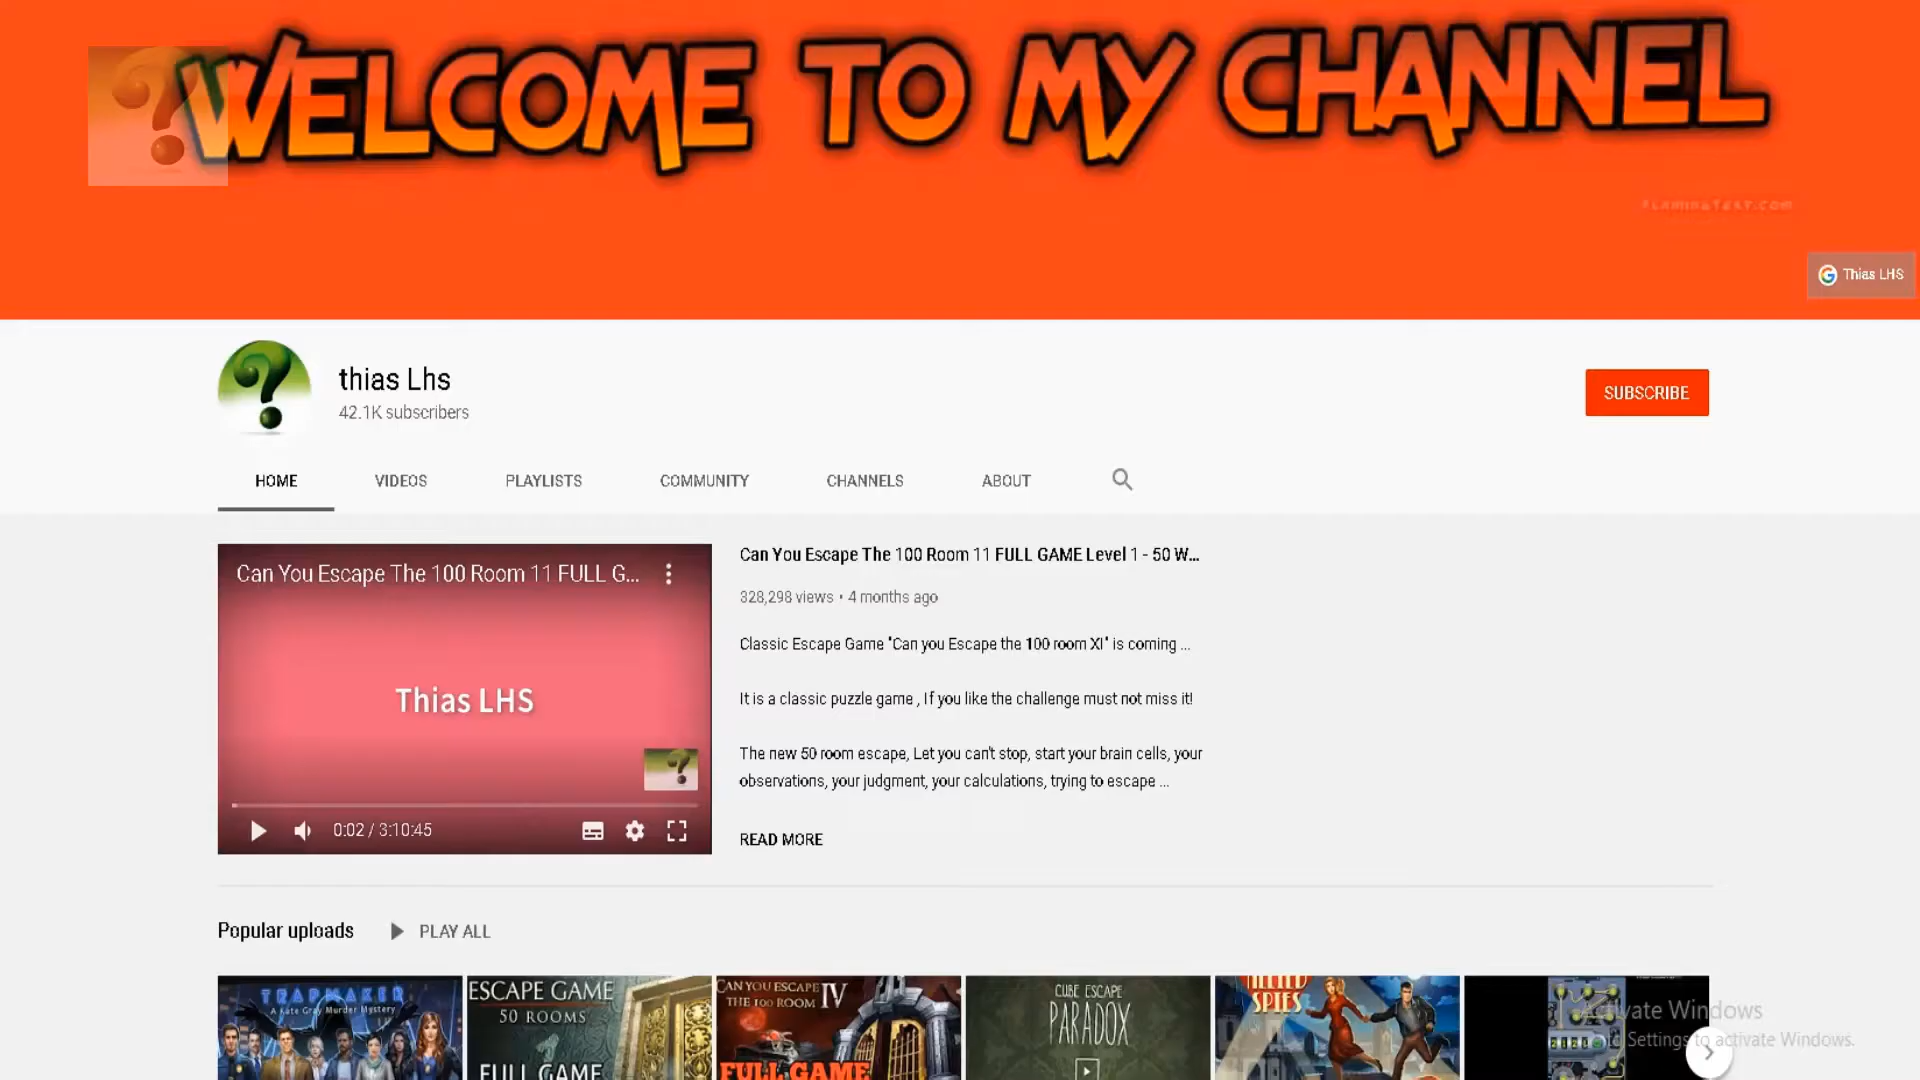 WELCOME TO MY CHANNEL
FLAMINGTEXT.COM
Thias LHS
thias Lhs
42.1K subscribers
SUBSCRIBE
HOME
VIDEOS
PLAYLISTS
COMMUNITY
CHANNELS
ABOUT
Can You Escape The 100 Room 11 FULL G...
Thias LHS
0:02 / 3:10:45
Can You Escape The 100 Room 11 FULL GAME Level 1 - 50 W...
328,298 views • 4 months ago
Classic Escape Game "Can you Escape the 100 room XI" is coming ...
It is a classic puzzle game , If you like the challenge must not miss it!
The new 50 room escape, Let you can't stop, start your brain cells, your
observations, your judgment, your calculations, trying to escape ...
READ MORE
Popular uploads
PLAY ALL
TRAPMAKER
A Kate Gray Murder Mystery
ESCAPE GAME
50 ROOMS
FULL GAME
CAN YOU ESCAPE
THE 100 ROOM IV
FULL GAME
CUBE ESCAPE
PARADOX
SPIES
Activate Windows
Settings to activate Windows.